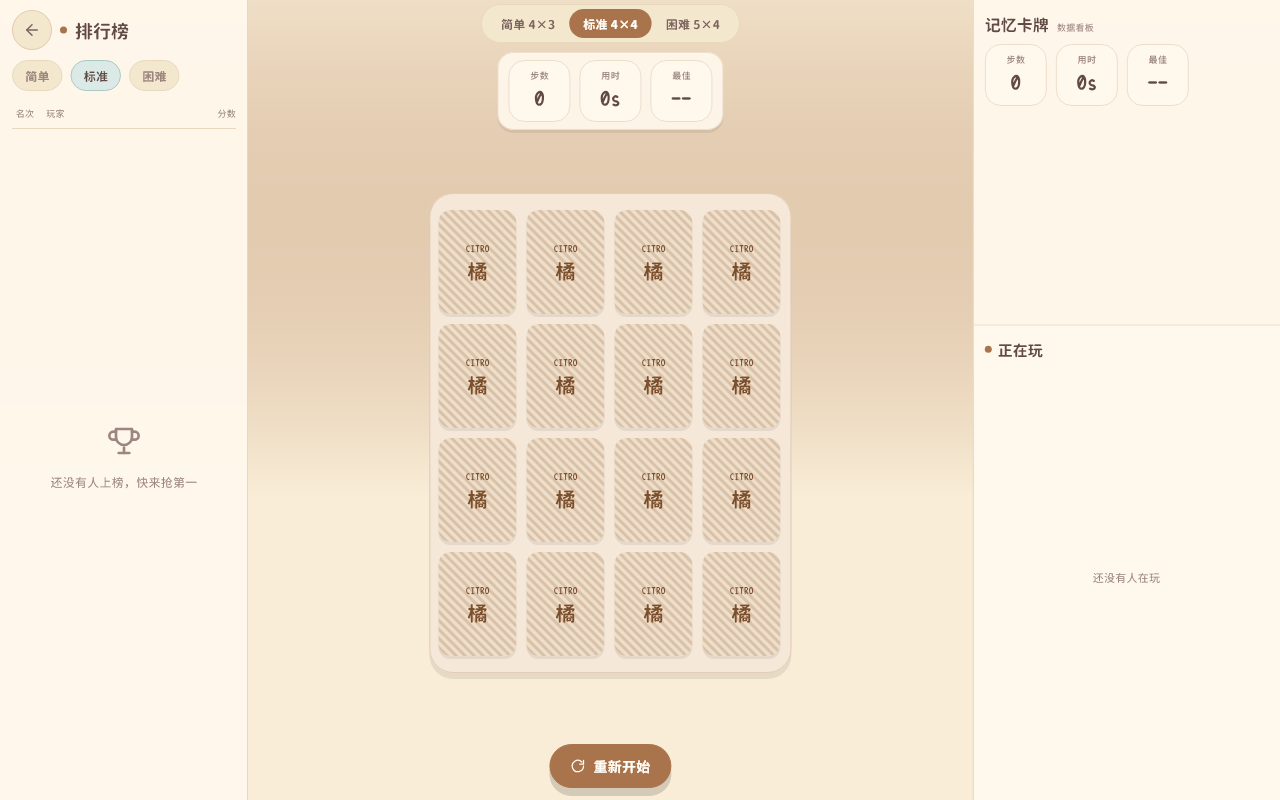 排行榜
简单 标准 困难
名次 玩家 分数
还没有人上榜，快来抢第一
简单 4×3 标准 4×4 困难 5×4
步数 用时 最佳
0 0s --
CITRO CITRO CITRO CITRO
橘 橘 橘 橘
CITRO CITRO CITRO CITRO
橘 橘 橘 橘
CITRO CITRO CITRO CITRO
橘 橘 橘 橘
CITRO CITRO CITRO CITRO
橘 橘 橘 橘
重新开始
记忆卡牌 数据看板
步数 用时 最佳
0 0s --
正在玩
还没有人在玩